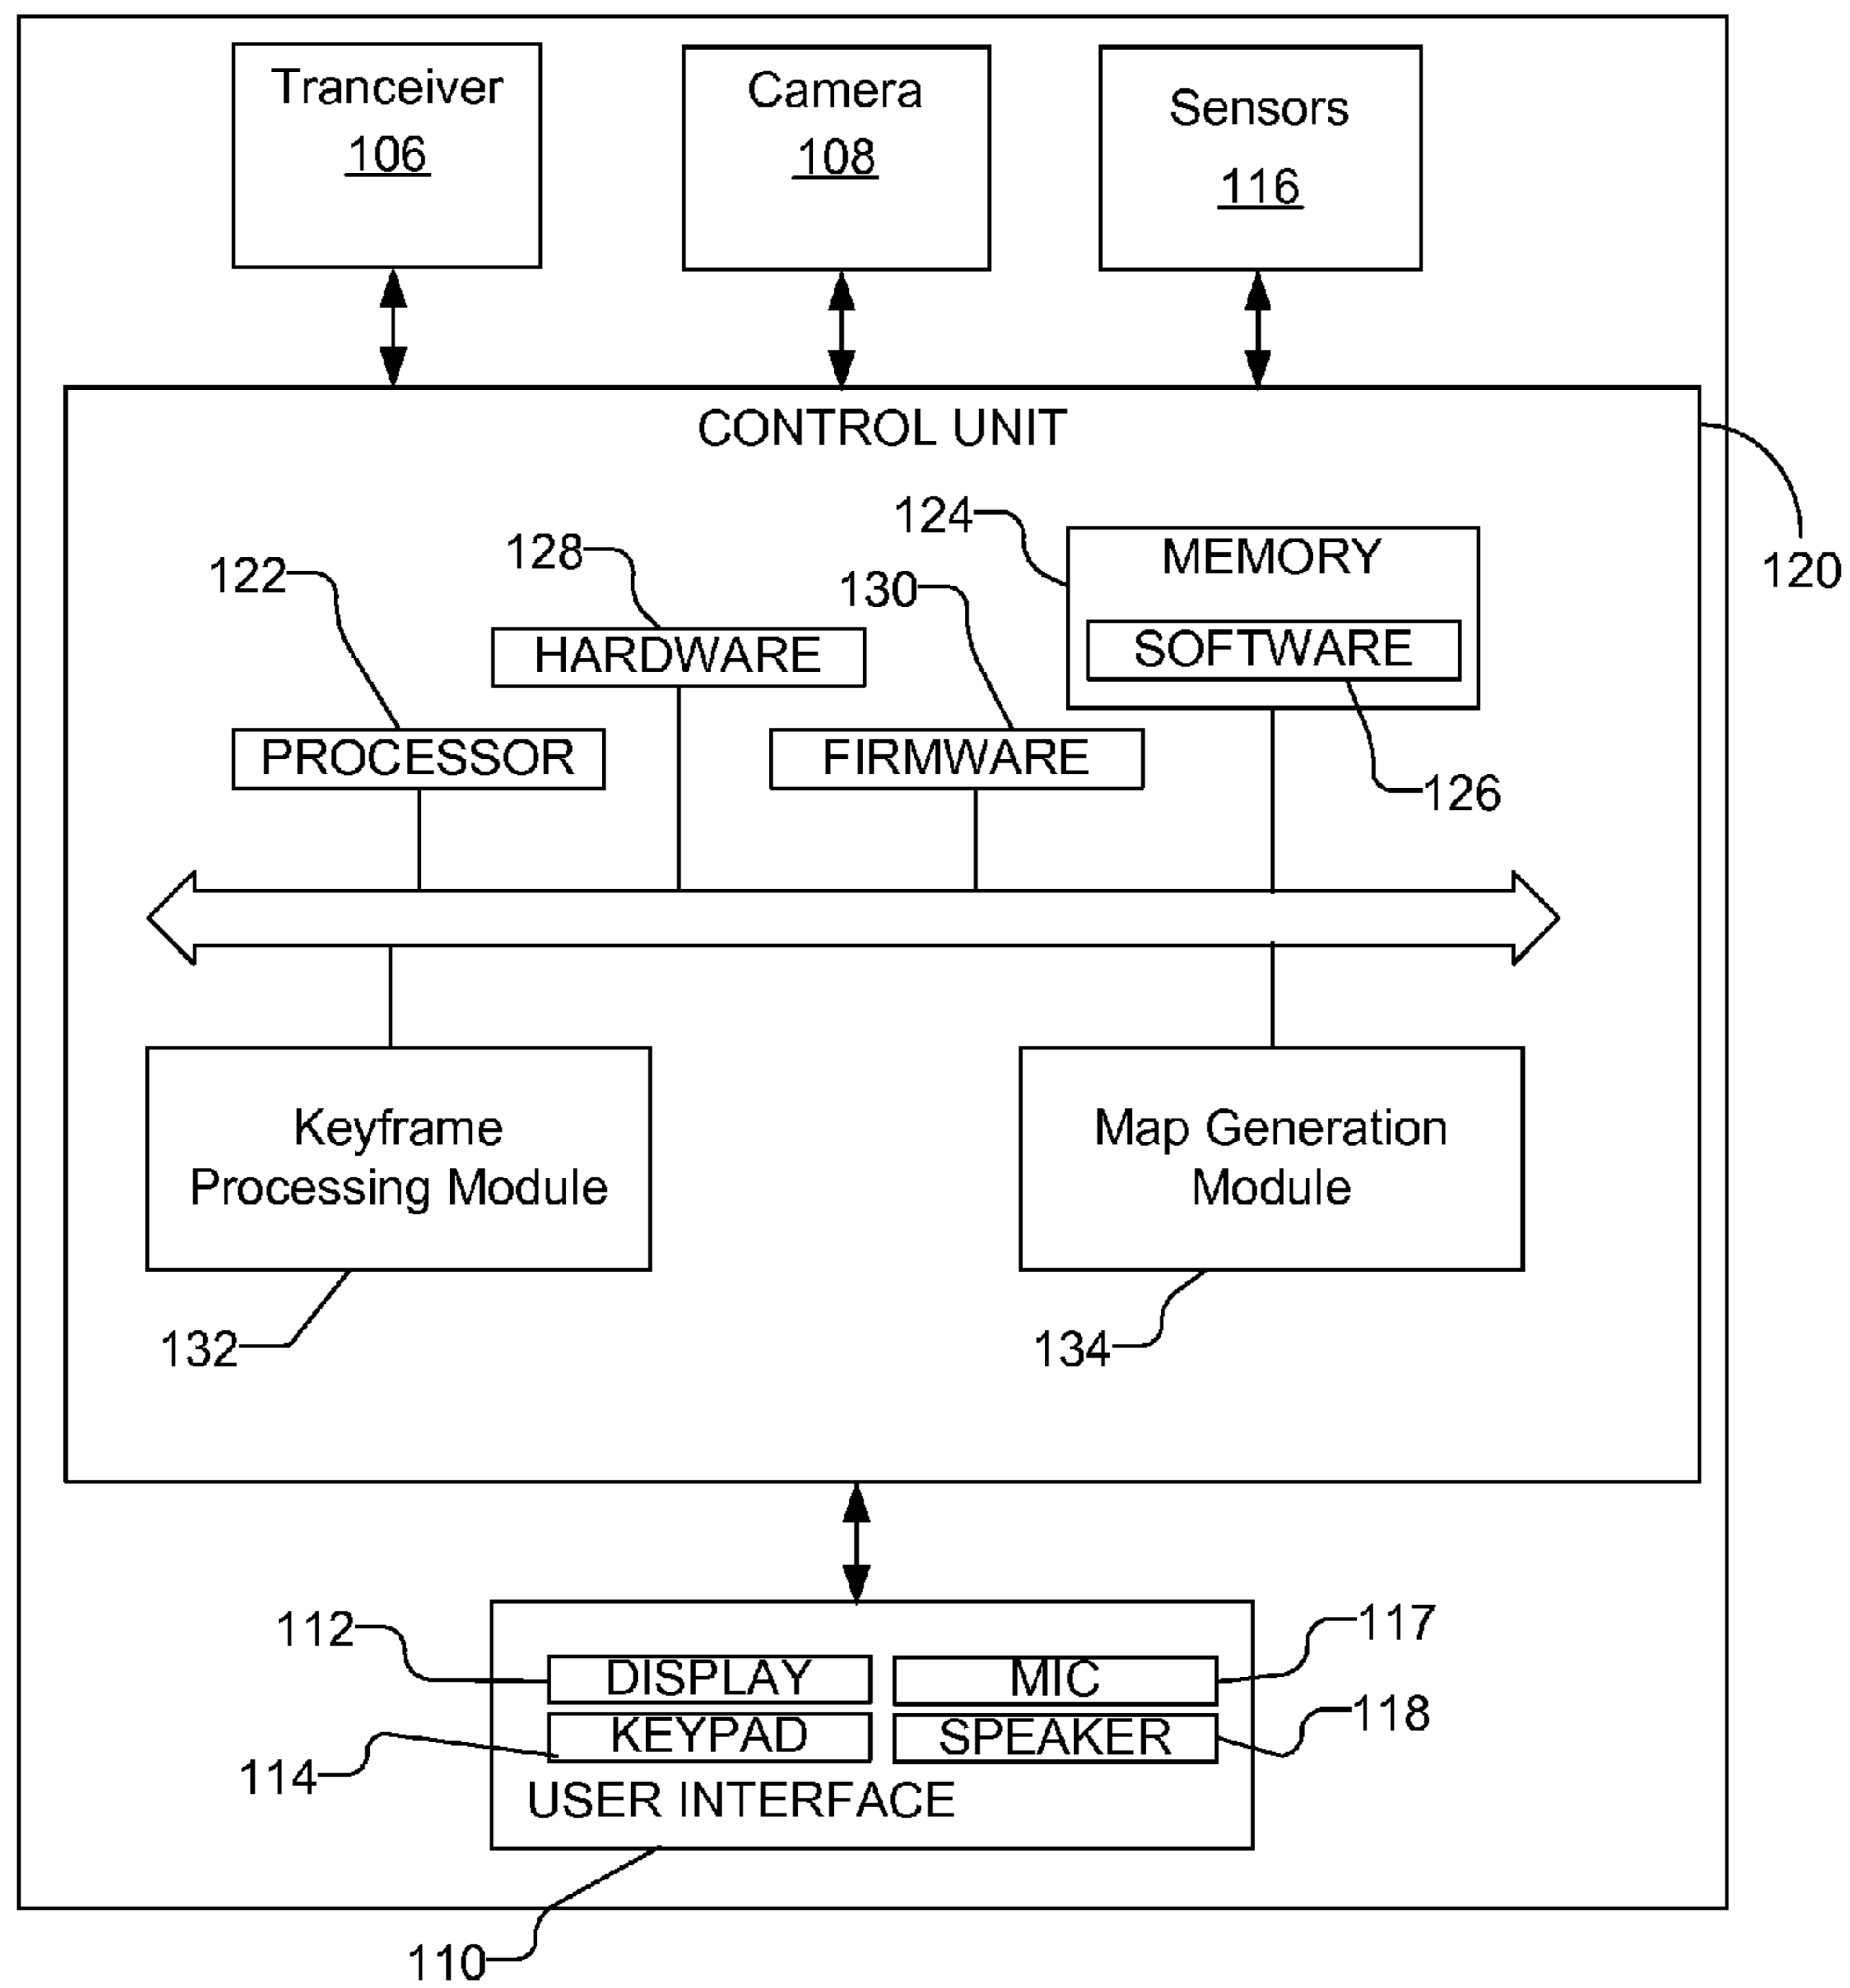 Tranceiver
106
Camera
108
Sensors
116
CONTROL UNIT
120
124
MEMORY
SOFTWARE
126
128
HARDWARE
122
PROCESSOR
130
FIRMWARE
Keyframe
Processing Module
132
Map Generation
Module
134
112
DISPLAY
MIC
117
114
KEYPAD
SPEAKER
118
USER INTERFACE
110